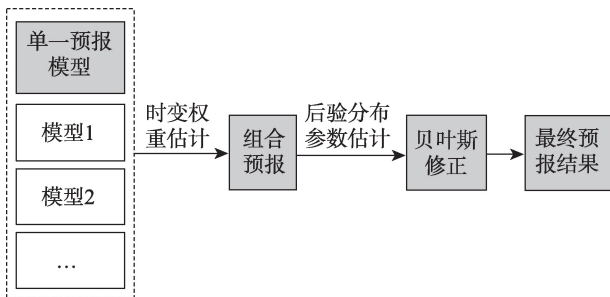 单一预报
模型
模型1
模型2
…
时变权
重估计
组合
预报
后验分布
参数估计
贝叶斯
修正
最终预
报结果